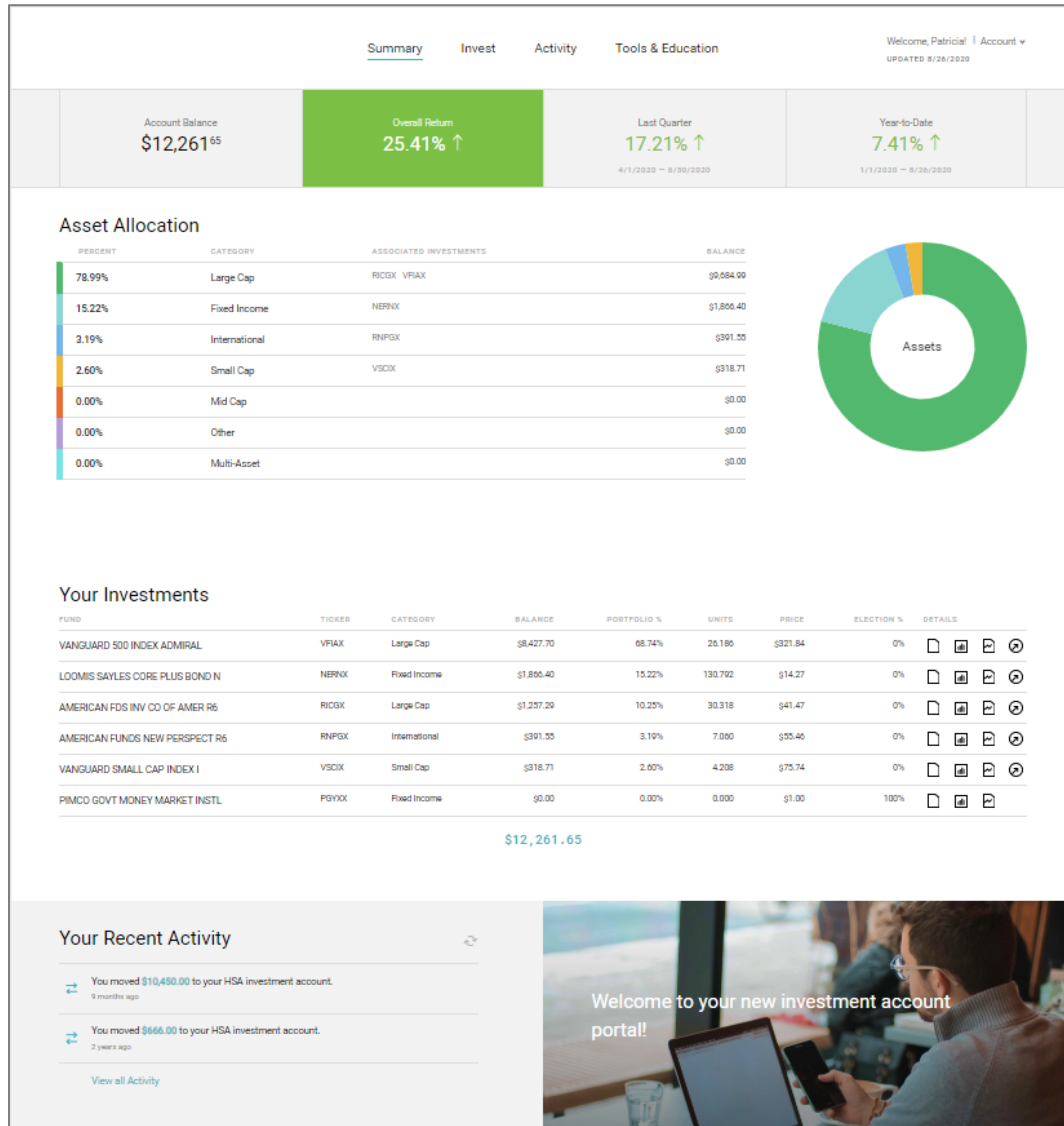 Summary Invest Activity Tools & Education
Welcome, Patricia! | Account
UPDATED 8/26/2020
Account Balance
$12,261.65
Overall Return
25.41% ↑
Last Quarter
17.21% ↑
4/1/2020 — 6/30/2020
Year-to-Date
7.41% ↑
1/1/2020 — 8/26/2020
Asset Allocation
PERCENT CATEGORY ASSOCIATED INVESTMENTS BALANCE
78.99% Large Cap RICGX VFIAX $9,684.99
15.22% Fixed Income NERNX $1,866.40
3.19% International RNPGX $391.55
2.60% Small Cap VSCIX $318.71
0.00% Mid Cap $0.00
0.00% Other $0.00
0.00% Multi-Asset $0.00
Assets
Your Investments
FUND TICKER CATEGORY BALANCE PORTFOLIO % UNITS PRICE ELECTION % DETAILS
VANGUARD 500 INDEX ADMIRAL VFIAX Large Cap $8,427.70 68.74% 26.186 $321.84 0%
LOOMIS SAYLES CORE PLUS BOND N NERNX Fixed Income $1,866.40 15.22% 130.792 $14.27 0%
AMERICAN FDS INV CO OF AMER R6 RICGX Large Cap $1,257.29 10.25% 30.318 $41.47 0%
AMERICAN FUNDS NEW PERSPECT R6 RNPGX International $391.55 3.19% 7.060 $55.46 0%
VANGUARD SMALL CAP INDEX I VSCIX Small Cap $318.71 2.60% 4.208 $75.74 0%
PIMCO GOVT MONEY MARKET INSTL PGYXX Fixed Income $0.00 0.00% 0.000 $1.00 100%
$12,261.65
Your Recent Activity
You moved $10,450.00 to your HSA investment account.
9 months ago
You moved $666.00 to your HSA investment account.
2 years ago
View all Activity
Welcome to your new investment account
portal!